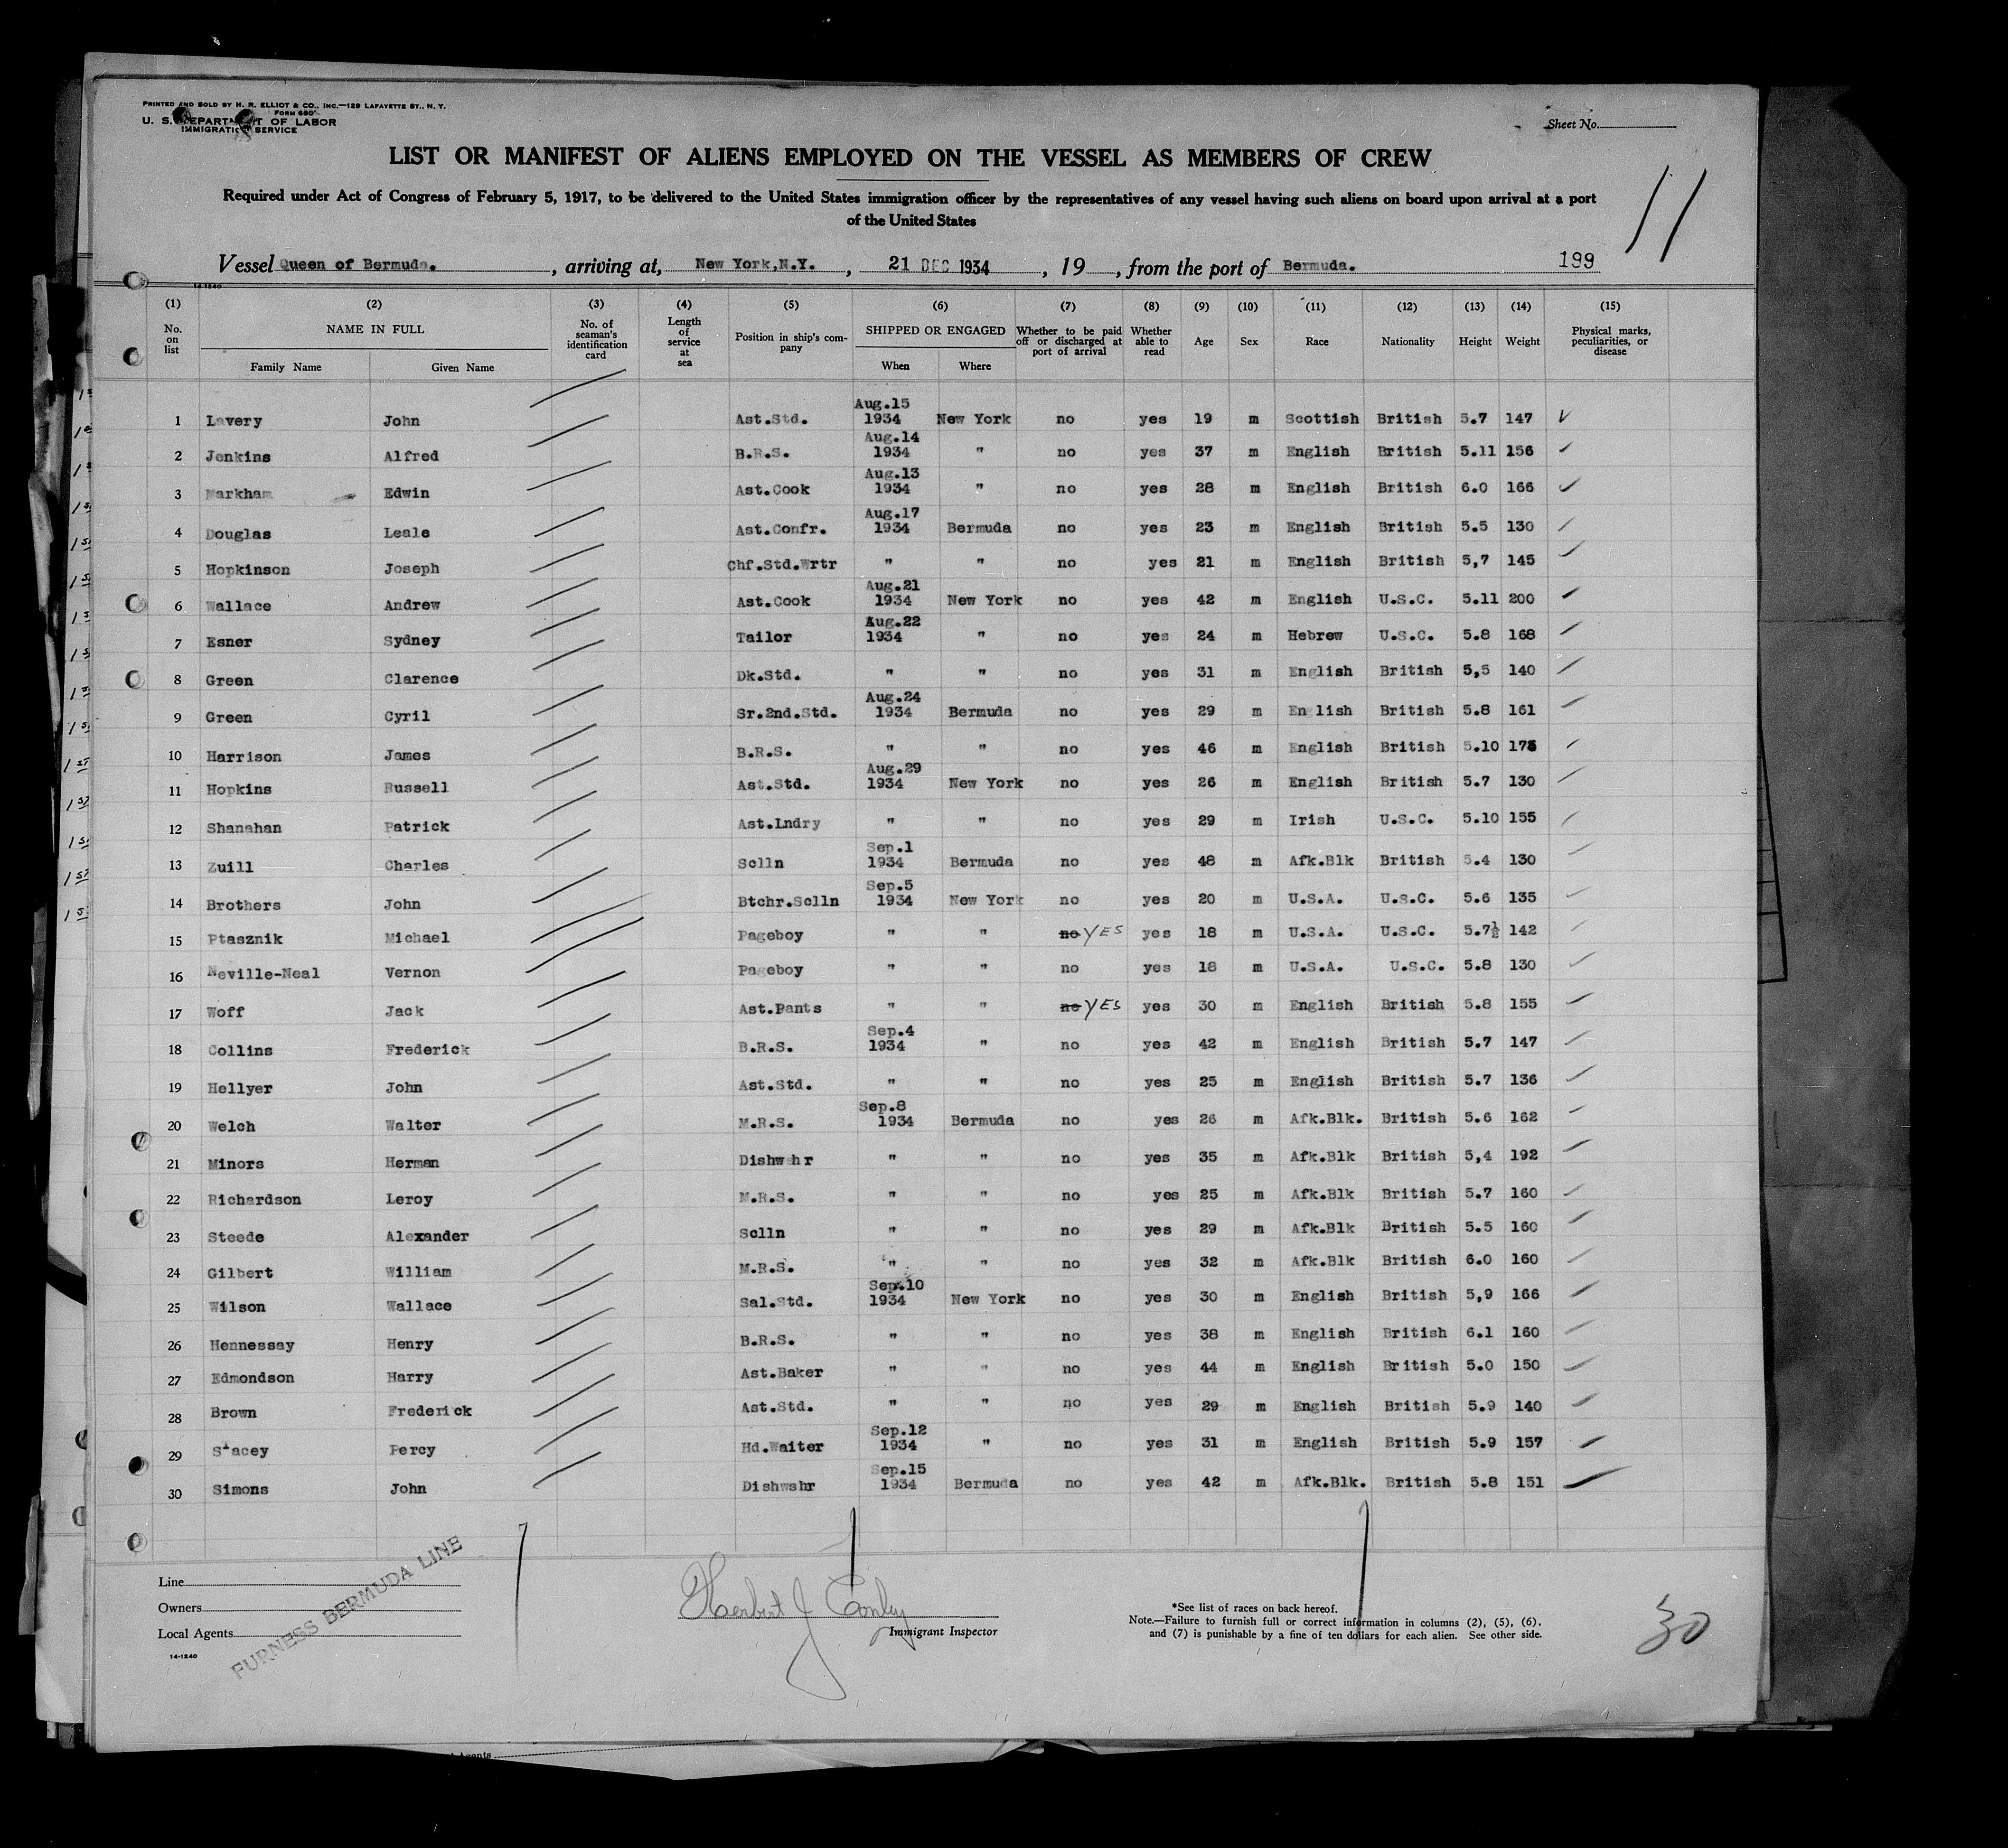 PRINTED AND SOLD BY H. R. ELLIOT & CO., INC.—129 LAFAYETTE ST., N. Y.
FORM 680
U. S. DEPARTMENT OF LABOR
IMMIGRATION SERVICE
Sheet No.
LIST OR MANIFEST OF ALIENS EMPLOYED ON THE VESSEL AS MEMBERS OF CREW
Required under Act of Congress of February 5, 1917, to be delivered to the United States immigration officer by the representatives of any vessel having such aliens on board upon arrival at a port
of the United States
11
Vessel Queen of Bermuda. , arriving at, New York,N.Y. , 21 DEC 1934 , 19 , from the port of Bermuda. 199
14-1240
(1) (2) (3) (4) (5) (6) (7) (8) (9) (10) (11) (12) (13) (14) (15)
No. on list NAME IN FULL Family Name Given Name No. of seaman's identification card Length of service at sea Position in ship's company SHIPPED OR ENGAGED When Where Whether to be paid off or discharged at port of arrival Whether able to read Age Sex Race Nationality Height Weight Physical marks, peculiarities, or disease
1 Lavery John Ast.Std. Aug.15 1934 New York no yes 19 m Scottish British 5.7 147
2 Jenkins Alfred B.R.S. Aug.14 1934 " no yes 37 m English British 5.11 156
3 Markham Edwin Ast.Cook Aug.13 1934 " no yes 28 m English British 6.0 166
4 Douglas Leale Ast.Confr. Aug.17 1934 Bermuda no yes 23 m English British 5.5 130
5 Hopkinson Joseph Chf.Std.Wrtr " " no yes 21 m English British 5,7 145
6 Wallace Andrew Ast.Cook Aug.21 1934 New York no yes 42 m English U.S.C. 5.11 200
7 Esner Sydney Tailor Aug.22 1934 " no yes 24 m Hebrew U.S.C. 5.8 168
8 Green Clarence Dk.Std. " " no yes 31 m English British 5,5 140
9 Green Cyril Sr.2nd.Std. Aug.24 1934 Bermuda no yes 29 m En lish British 5.8 161
10 Harrison James B.R.S. " " no yes 46 m English British 5.10
11 Hopkins Russell Ast.Std. Aug.29 1934 New York no yes 26 m English British 5.7 130
12 Shanahan Patrick Ast.Lndry " " no yes 29 m Irish U.S.C. 5.10 155
13 Zuill Charles Sclln Sep.1 1934 Bermuda no yes 48 m Afk.Blk British 5.4 130
14 Brothers John Btchr.Sclln Sep.5 1934 New York no yes 20 m U.S.A. U.S.C. 5.6 135
15 Ptasznik Michael Pageboy " " no YES yes 18 m U.S.A. U.S.C. 5.7½ 142
16 Neville-Neal Vernon Pageboy " " no yes 18 m U.S.A. U.S.C. 5.8 130
17 Woff Jack Ast.Pants " " no YES yes 30 m English British 5.8 155
18 Collins Frederick B.R.S. Sep.4 1934 " no yes 42 m English British 5.7 147
19 Hellyer John Ast.Std. " " no yes 25 m English British 5.7 136
20 Welch Walter M.R.S. Sep.8 1934 Bermuda no yes 26 m Afk.Blk. British 5.6 162
21 Minors Herman Dishwshr " " no yes 35 m Afk.Blk British 5,4 192
22 Richardson Leroy M.R.S. " " no yes 25 m Afk.Blk British 5.7 160
23 Steede Alexander Sclln " " no yes 29 m Afk.Blk British 5.5 160
24 Gilbert William M.R.S. " " no yes 32 m Afk.Blk British 6.0 160
25 Wilson Wallace Sal.Std. Sep.10 1934 New York no yes 30 m English British 5,9 166
26 Hennessay Henry B.R.S. " " no yes 38 m English British 6.1 160
27 Edmondson Harry Ast.Baker " " no yes 44 m English British 5.0 150
28 Brown Frederick Ast.Std. " " no yes 29 m English British 5.9 140
29 Stacey Percy Hd.Waiter Sep.12 1934 " no yes 31 m English British 5.9 157
30 Simons John Dishwshr Sep.15 1934 Bermuda no yes 42 m Afk.Blk. British 5.8 151
Line
Owners
Local Agents
FURNESS BERMUDA LINE
14-1240
Herbert J Conley
Immigrant Inspector
*See list of races on back hereof.
Note.—Failure to furnish full or correct information in columns (2), (5), (6),
and (7) is punishable by a fine of ten dollars for each alien. See other side.
30